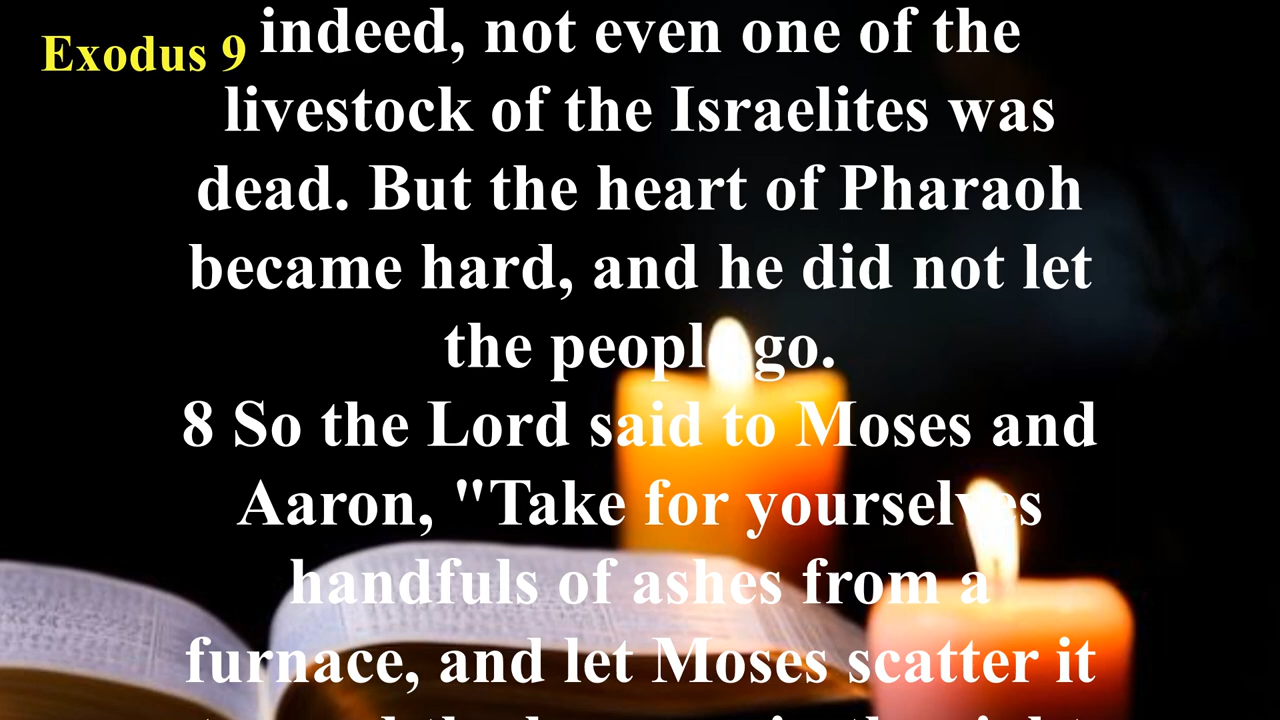 Exodus 9
indeed, not even one of the
livestock of the Israelites was
dead. But the heart of Pharaoh
became hard, and he did not let
the people go.
8 So the Lord said to Moses and
Aaron, "Take for yourselves
handfuls of ashes from a
furnace, and let Moses scatter it